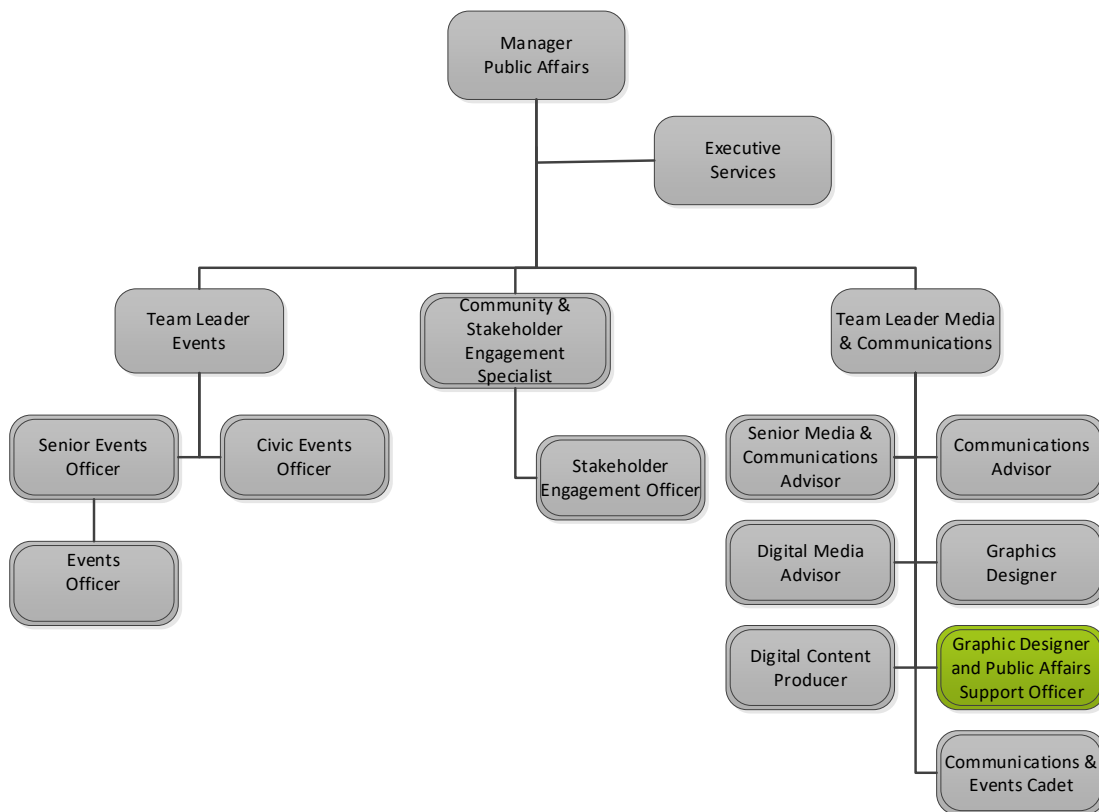 Manager
Public Affairs
Executive
Services
Team Leader
Events
Community &
Stakeholder
Engagement
Specialist
Team Leader Media
& Communications
Senior Events
Officer
Civic Events
Officer
Stakeholder
Engagement Officer
Events
Officer
Senior Media &
Communications
Advisor
Communications
Advisor
Digital Media
Advisor
Graphics
Designer
Digital Content
Producer
Graphic Designer
and Public Affairs
Support Officer
Communications &
Events Cadet